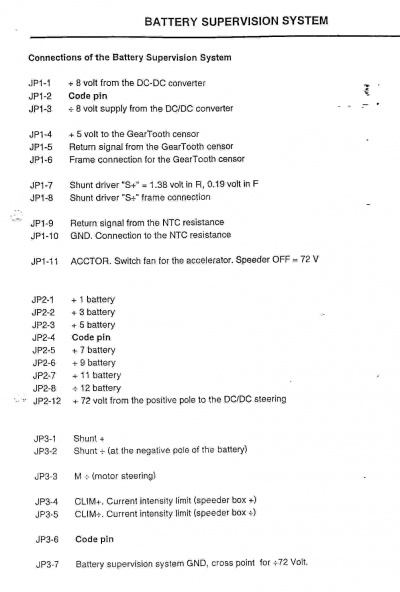 BATTERY SUPERVISION SYSTEM
Connections of the Battery Supervision System
JP1-1 + 8 volt from the DC-DC converter
JP1-2 Code pin
JP1-3 ÷ 8 volt supply from the DC/DC converter
JP1-4 + 5 volt to the GearTooth censor
JP1-5 Return signal from the GearTooth censor
JP1-6 Frame connection for the GearTooth censor
JP1-7 Shunt driver "S+" = 1.38 volt in R, 0.19 volt in F
JP1-8 Shunt driver "S÷" frame connection
JP1-9 Return signal from the NTC resistance
JP1-10 GND. Connection to the NTC resistance
JP1-11 ACCTOR. Switch fan for the accelerator. Speeder OFF = 72 V
JP2-1 + 1 battery
JP2-2 + 3 battery
JP2-3 + 5 battery
JP2-4 Code pin
JP2-5 + 7 battery
JP2-6 + 9 battery
JP2-7 + 11 battery
JP2-8 ÷ 12 battery
JP2-12 + 72 volt from the positive pole to the DC/DC steering
JP3-1 Shunt +
JP3-2 Shunt ÷ (at the negative pole of the battery)
JP3-3 M ÷ (motor steering)
JP3-4 CLIM+. Current intensity limit (speeder box +)
JP3-5 CLIM÷. Current intensity limit (speeder box ÷)
JP3-6 Code pin
JP3-7 Battery supervision system GND, cross point for ÷72 Volt.